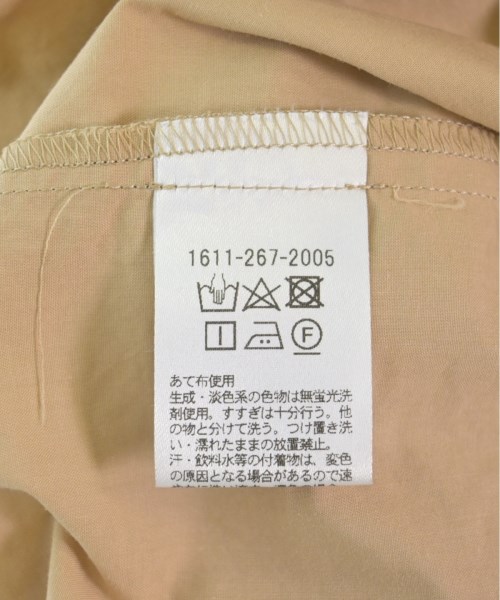 1611-267-2005
F
あて布使用
生成・淡色系の色物は無蛍光洗
剤使用。すすぎは十分行う。他
の物と分けて洗う。つけ置き洗
い・濡れたままの放置禁止。
汗・飲料水等の付着物は、変色
の原因となる場合があるので速